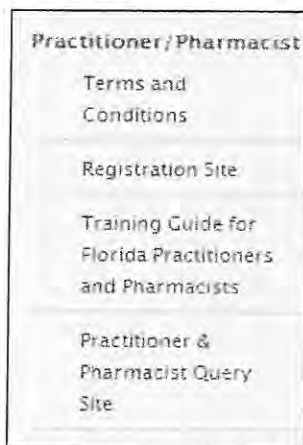 Practitioner/Pharmacist
Terms and
Conditions
Registration Site
Training Guide for
Florida Practitioners
and Pharmacists
Practitioner &
Pharmacist Query
Site